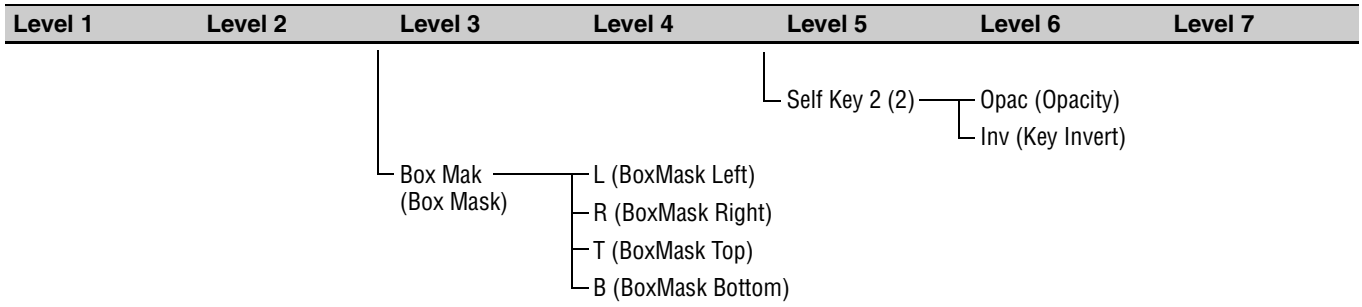 Level 1 Level 2 Level 3 Level 4 Level 5 Level 6 Level 7
Self Key 2 (2) Opac (Opacity)
Inv (Key Invert)
Box Mak L (BoxMask Left)
(Box Mask)
R (BoxMask Right)
T (BoxMask Top)
B (BoxMask Bottom)